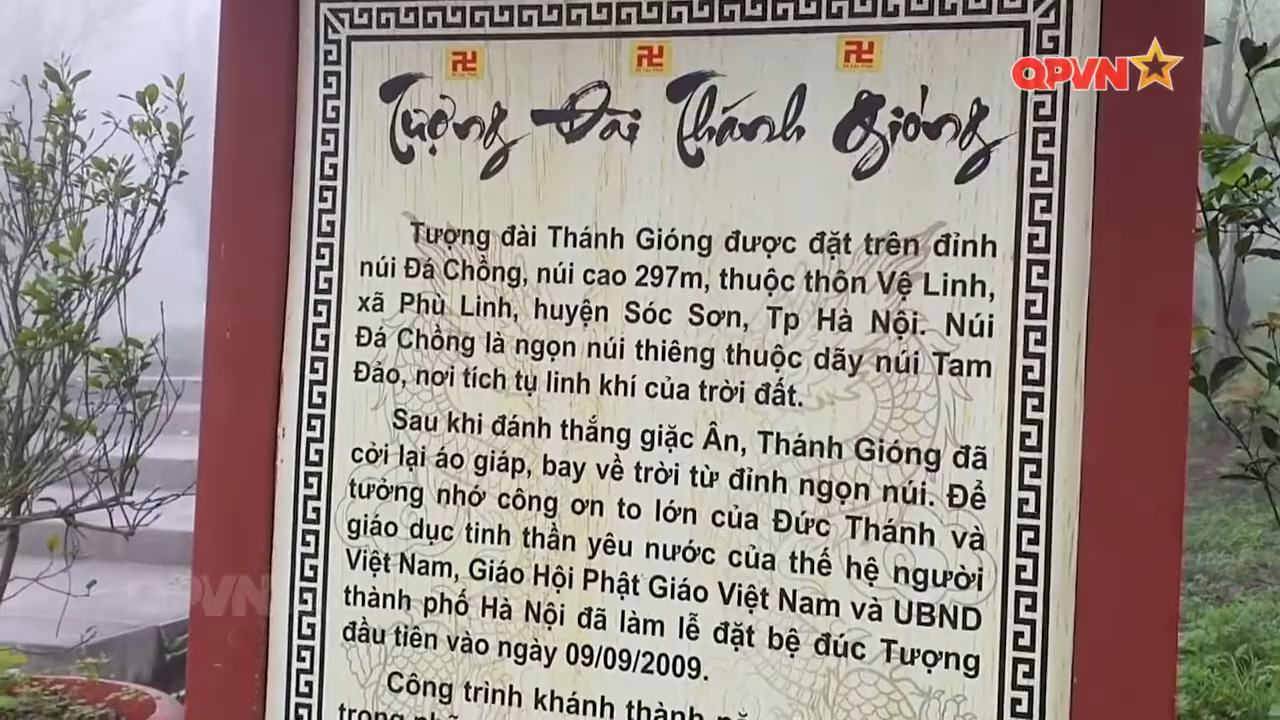 QPVN
Tượng Đài Thánh Gióng
Tượng đài Thánh Gióng được đặt trên đỉnh
núi Đá Chồng, núi cao 297m, thuộc thôn Vệ Linh,
xã Phù Linh, huyện Sóc Sơn, Tp Hà Nội. Núi
Đá Chồng là ngọn núi thiêng thuộc dãy núi Tam
Đảo, nơi tích tụ linh khí của trời đất.
Sau khi đánh thắng giặc Ân, Thánh Gióng đã
cởi lại áo giáp, bay về trời từ đỉnh ngọn núi. Để
tưởng nhớ công ơn to lớn của Đức Thánh và
giáo dục tinh thần yêu nước của thế hệ người
Việt Nam, Giáo Hội Phật Giáo Việt Nam và UBND
thành phố Hà Nội đã làm lễ đặt bệ đúc Tượng
đầu tiên vào ngày 09/09/2009.
Công trình khánh thành
QPVN